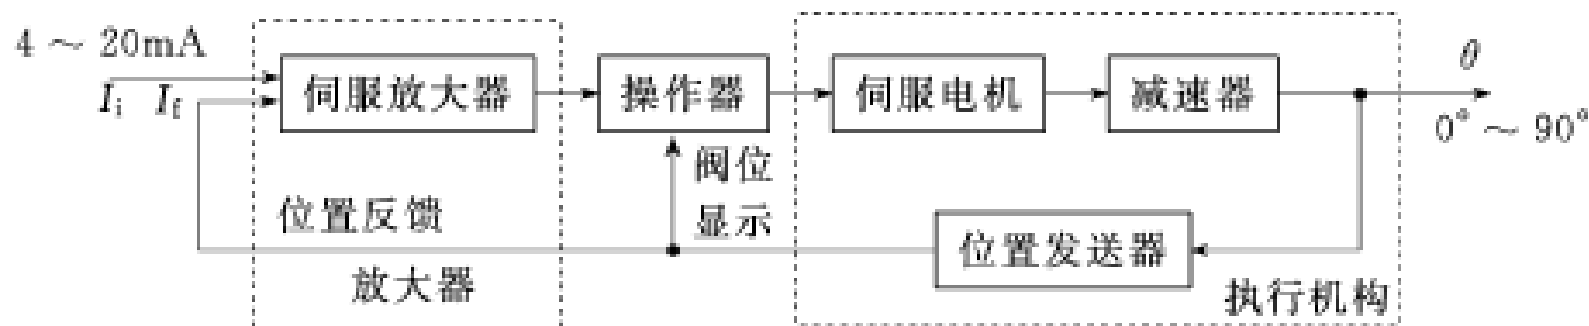 4 ~ 20mA
I_i I_f
伺服放大器
操作器
伺服电机
减速器
θ
0° ~ 90°
阀位
显示
位置反馈
位置发送器
放大器
执行机构